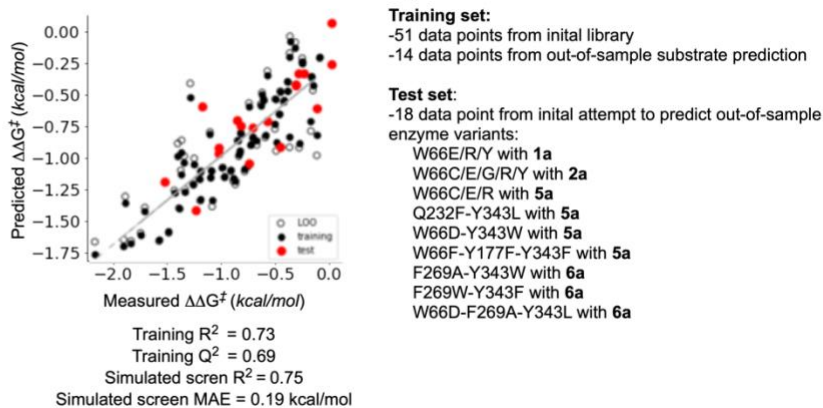 0.00
−0.25
−0.50
−0.75
−1.00
−1.25
−1.50
−1.75
Predicted ΔΔG‡ (kcal/mol)
LOO
training
test
−2.0 −1.5 −1.0 −0.5 0.0
Measured ΔΔG‡ (kcal/mol)
Training R² = 0.73
Training Q² = 0.69
Simulated scren R² = 0.75
Simulated screen MAE = 0.19 kcal/mol
Training set:
-51 data points from inital library
-14 data points from out-of-sample substrate prediction
Test set:
-18 data point from inital attempt to predict out-of-sample
enzyme variants:
W66E/R/Y with 1a
W66C/E/G/R/Y with 2a
W66C/E/R with 5a
Q232F-Y343L with 5a
W66D-Y343W with 5a
W66F-Y177F-Y343F with 5a
F269A-Y343W with 6a
F269W-Y343F with 6a
W66D-F269A-Y343L with 6a